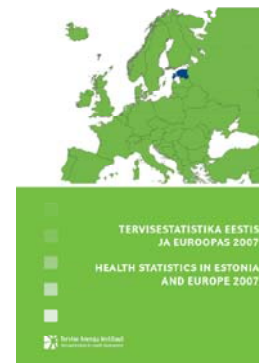 TERVISESTATISTIKA EESTIS
JA EUROOPAS 2007
HEALTH STATISTICS IN ESTONIA
AND EUROPE 2007
Tervise Arengu Instituut